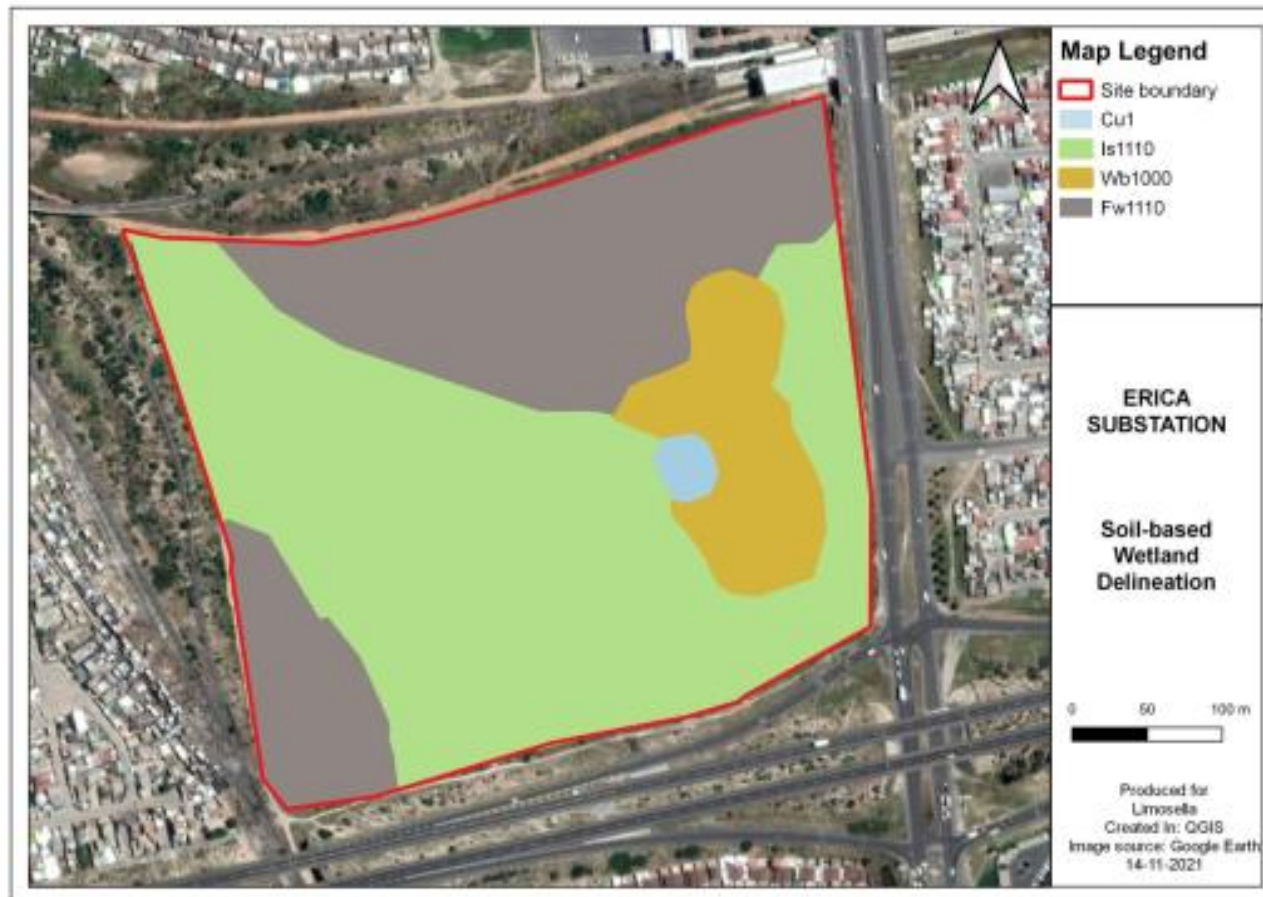 Map Legend
Site boundary
Cu1
Is1110
Wb1000
Fw1110
ERICA
SUBSTATION
Soil-based
Wetland
Delineation
0 50 100 m
Produced for
Limosella
Created In: QGIS
Image source: Google Earth
14-11-2021